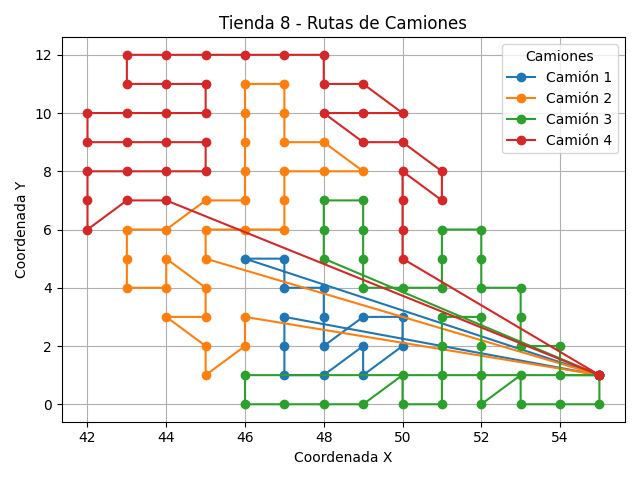 Tienda 8 - Rutas de Camiones
Camiones
Camión 1
Camión 2
Camión 3
Camión 4
Coordenada Y
12
10
8
6
4
2
0
42 44 46 48 50 52 54
Coordenada X